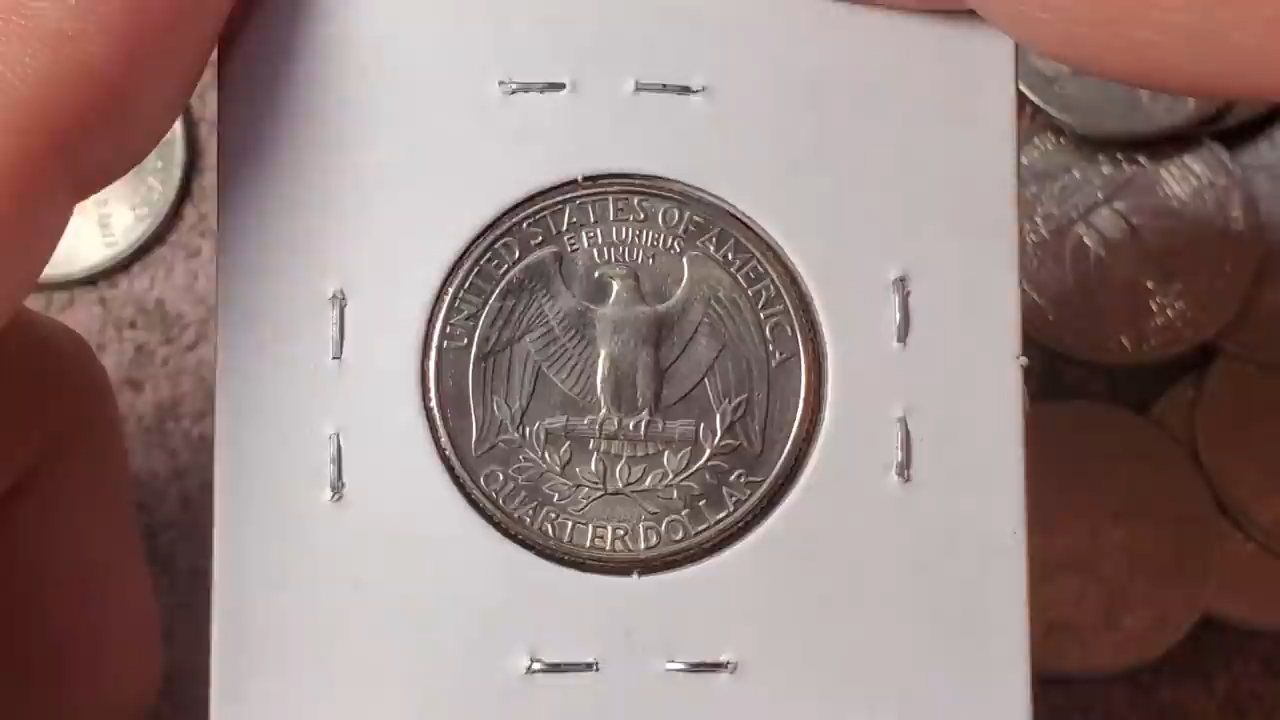 UNITED STATES OF AMERICA
E PLURIBUS
UNUM
QUARTER DOLLAR